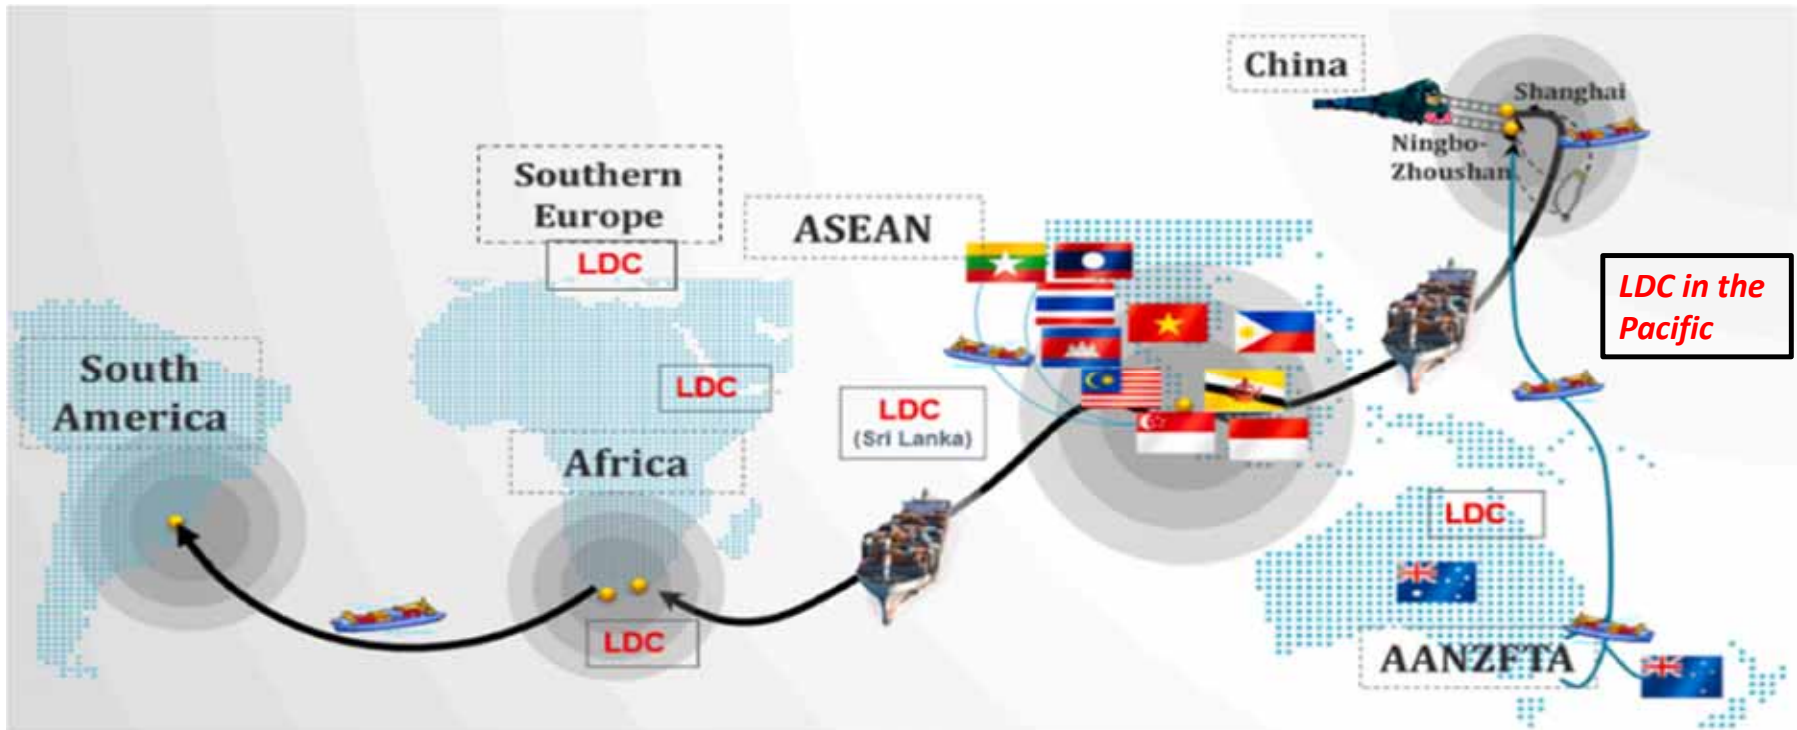 China
Shanghai
Ningbo-
Zhoushan
Southern
Europe
LDC
ASEAN
LDC in the
Pacific
South
America
LDC
LDC
(Sri Lanka)
Africa
LDC
LDC
AANZFTA